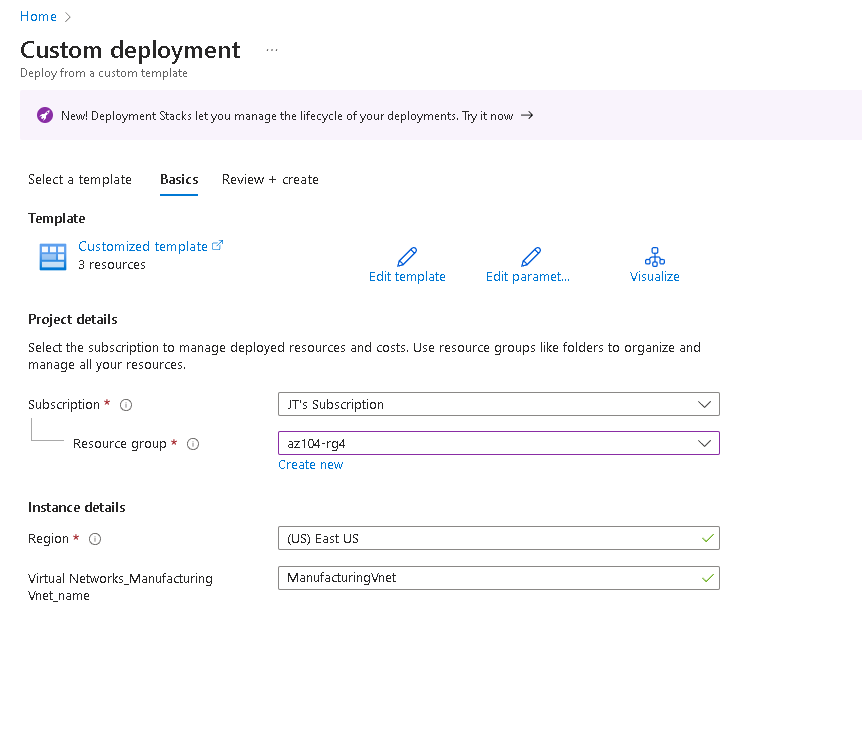 Home
Custom deployment ...
Deploy from a custom template
New! Deployment Stacks let you manage the lifecycle of your deployments. Try it now →
Select a template Basics Review + create
Template
Customized template
3 resources
Edit template Edit paramet... Visualize
Project details
Select the subscription to manage deployed resources and costs. Use resource groups like folders to organize and
manage all your resources.
Subscription * JT's Subscription
Resource group * az104-rg4
Create new
Instance details
Region * (US) East US
Virtual Networks_Manufacturing ManufacturingVnet
Vnet_name